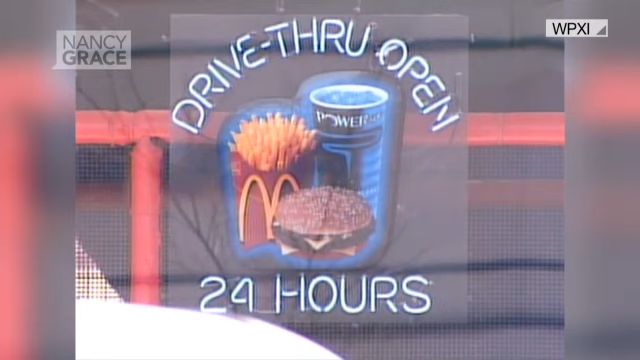 NANCY
GRACE
WPXI
DRIVE-THRU OPEN
POWER
24 HOURS